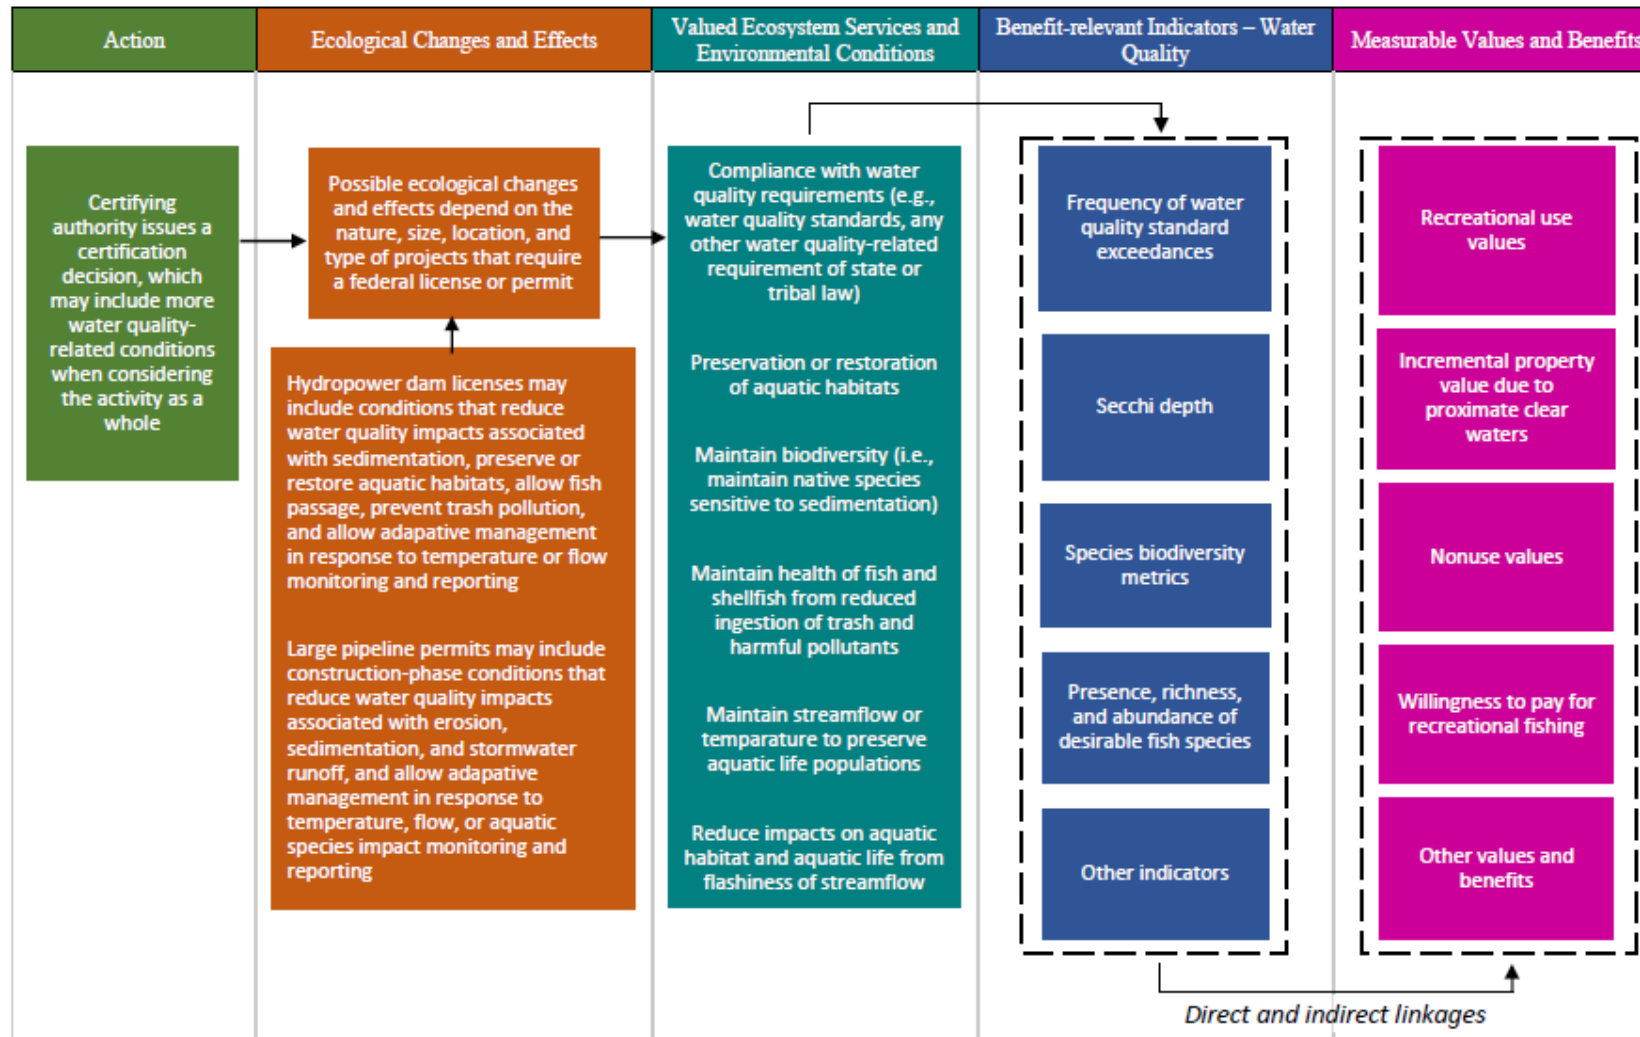 Action
Ecological Changes and Effects
Valued Ecosystem Services and
Environmental Conditions
Benefit-relevant Indicators – Water
Quality
Measurable Values and Benefits
Certifying
authority issues a
certification
decision, which
may include more
water quality-
related conditions
when considering
the activity as a
whole
Possible ecological changes
and effects depend on the
nature, size, location, and
type of projects that require
a federal license or permit
Hydropower dam licenses may
include conditions that reduce
water quality impacts associated
with sedimentation, preserve or
restore aquatic habitats, allow fish
passage, prevent trash pollution,
and allow adapative management
in response to temperature or flow
monitoring and reporting
Large pipeline permits may include
construction-phase conditions that
reduce water quality impacts
associated with erosion,
sedimentation, and stormwater
runoff, and allow adapative
management in response to
temperature, flow, or aquatic
species impact monitoring and
reporting
Compliance with water
quality requirements (e.g.,
water quality standards, any
other water quality-related
requirement of state or
tribal law)
Preservation or restoration
of aquatic habitats
Maintain biodiversity (i.e.,
maintain native species
sensitive to sedimentation)
Maintain health of fish and
shellfish from reduced
ingestion of trash and
harmful pollutants
Maintain streamflow or
temparature to preserve
aquatic life populations
Reduce impacts on aquatic
habitat and aquatic life from
flashiness of streamflow
Frequency of water
quality standard
exceedances
Secchi depth
Species biodiversity
metrics
Presence, richness,
and abundance of
desirable fish species
Other indicators
Recreational use
values
Incremental property
value due to
proximate clear
waters
Nonuse values
Willingness to pay for
recreational fishing
Other values and
benefits
Direct and indirect linkages